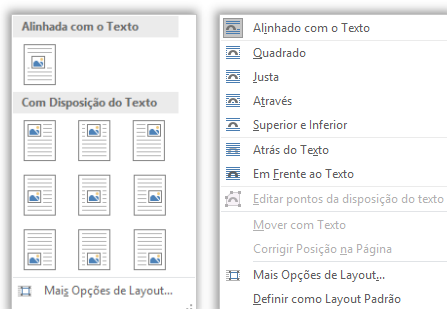 Alinhada com o Texto
Com Disposição do Texto
Mais Opções de Layout...
Alinhado com o Texto
Quadrado
Justa
Através
Superior e Inferior
Atrás do Texto
Em Frente ao Texto
Editar pontos da disposição do texto
Mover com Texto
Corrigir Posição na Página
Mais Opções de Layout...
Definir como Layout Padrão